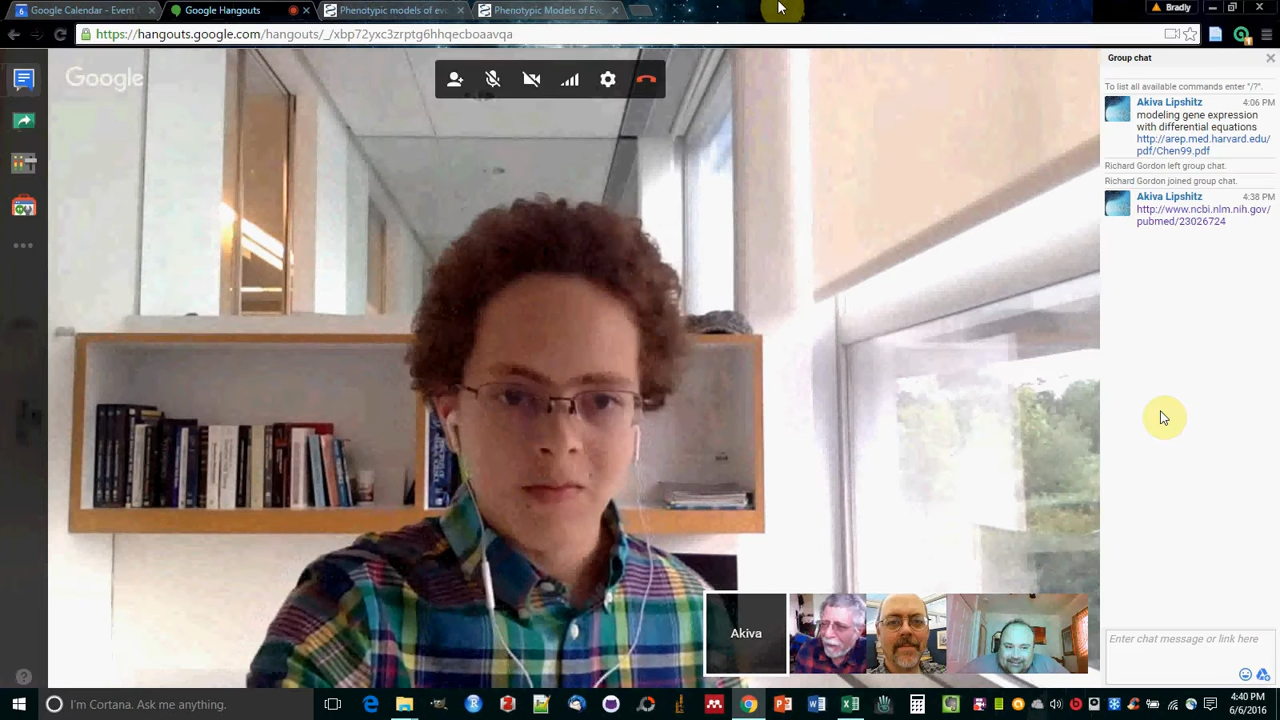 Google Calendar - Event
Google Hangouts
Phenotypic models of evo
Phenotypic Models of Evo
Bradly
https://hangouts.google.com/hangouts/_/xbp72yxc3zrptg6hhqecboaavqa
Google
Group chat
To list all available commands enter "/?".
Akiva Lipshitz 4:06 PM
modeling gene expression
with differential equations
http://arep.med.harvard.edu/
pdf/Chen99.pdf
Richard Gordon left group chat.
Richard Gordon joined group chat.
Akiva Lipshitz 4:38 PM
http://www.ncbi.nlm.nih.gov/
pubmed/23026724
Akiva
Enter chat message or link here
I'm Cortana. Ask me anything.
4:40 PM
6/6/2016